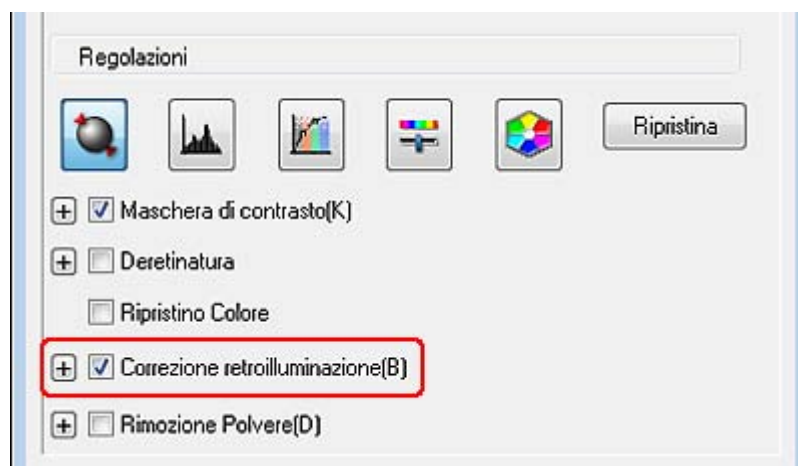 Regolazioni
Ripristina
Maschera di contrasto(K)
Deretinatura
Ripristino Colore
Correzione retroilluminazione(B)
Rimozione Polvere(D)